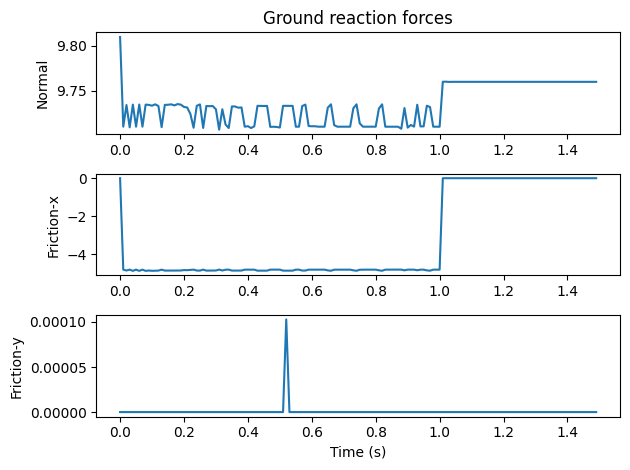 Ground reaction forces
Normal
9.80
9.75
0.0 0.2 0.4 0.6 0.8 1.0 1.2 1.4
Friction-x
0
−2
−4
0.0 0.2 0.4 0.6 0.8 1.0 1.2 1.4
Friction-y
0.00010
0.00005
0.00000
0.0 0.2 0.4 0.6 0.8 1.0 1.2 1.4
Time (s)